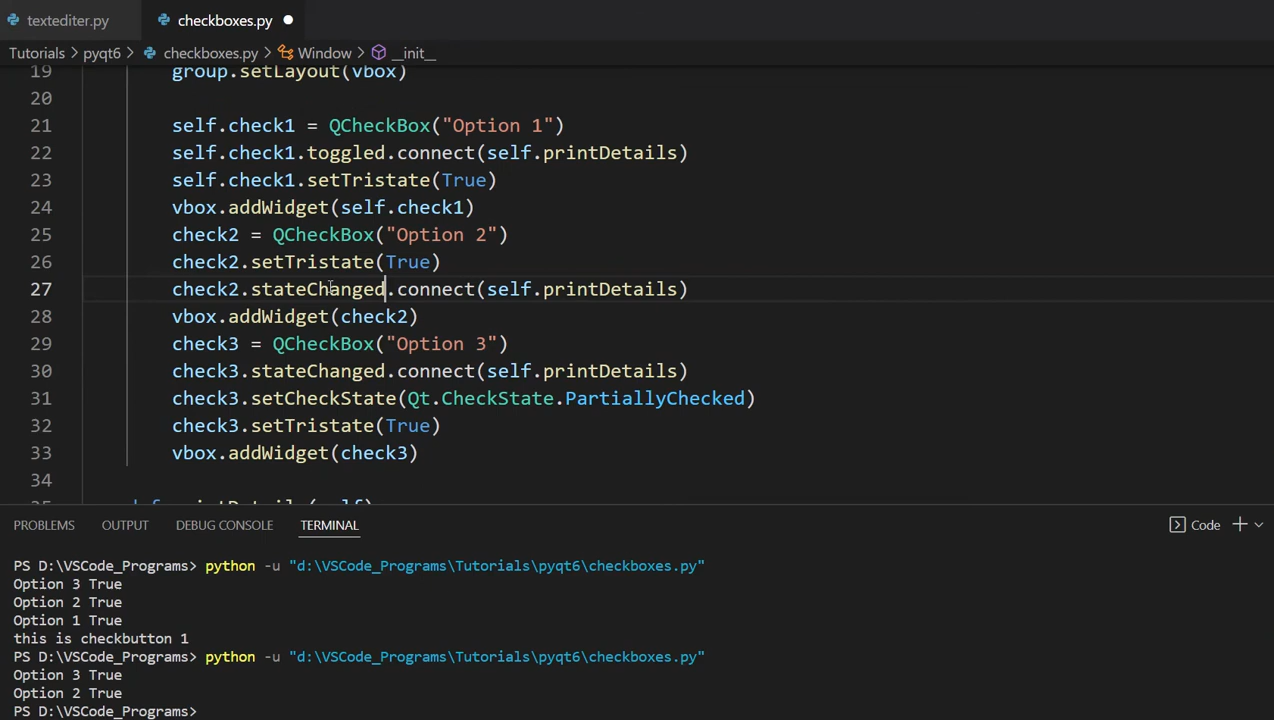 textediter.py checkboxes.py
Tutorials > pyqt6 > checkboxes.py > Window > __init__
19 group.setLayout(vbox)
20
21 self.check1 = QCheckBox("Option 1")
22 self.check1.toggled.connect(self.printDetails)
23 self.check1.setTristate(True)
24 vbox.addWidget(self.check1)
25 check2 = QCheckBox("Option 2")
26 check2.setTristate(True)
27 check2.stateChanged.connect(self.printDetails)
28 vbox.addWidget(check2)
29 check3 = QCheckBox("Option 3")
30 check3.stateChanged.connect(self.printDetails)
31 check3.setCheckState(Qt.CheckState.PartiallyChecked)
32 check3.setTristate(True)
33 vbox.addWidget(check3)
34
PROBLEMS OUTPUT DEBUG CONSOLE TERMINAL Code
PS D:\VSCode_Programs> python -u "d:\VSCode_Programs\Tutorials\pyqt6\checkboxes.py"
Option 3 True
Option 2 True
Option 1 True
this is checkbutton 1
PS D:\VSCode_Programs> python -u "d:\VSCode_Programs\Tutorials\pyqt6\checkboxes.py"
Option 3 True
Option 2 True
PS D:\VSCode_Programs>